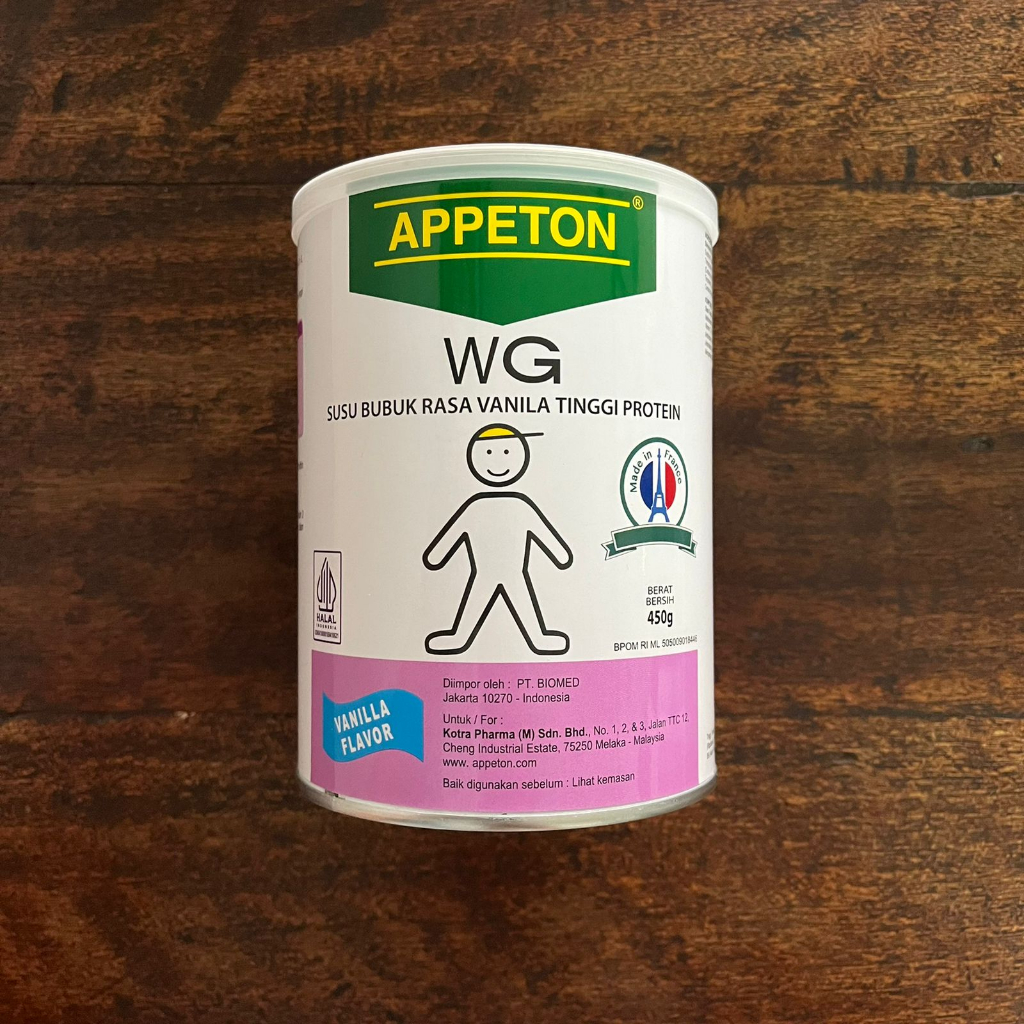 APPETON®
WG
SUSU BUBUK RASA VANILA TINGGI PROTEIN
Made in France
HALAL
INDONESIA
BERAT
BERSIH
450g
BPOM RI ML 505009018446
VANILLA
FLAVOR
Diimpor oleh : PT. BIOMED
Jakarta 10270 - Indonesia
Untuk / For :
Kotra Pharma (M) Sdn. Bhd., No. 1, 2, & 3, Jalan TTC 12,
Cheng Industrial Estate, 75250 Melaka - Malaysia
www. appeton.com
Baik digunakan sebelum : Lihat kemasan